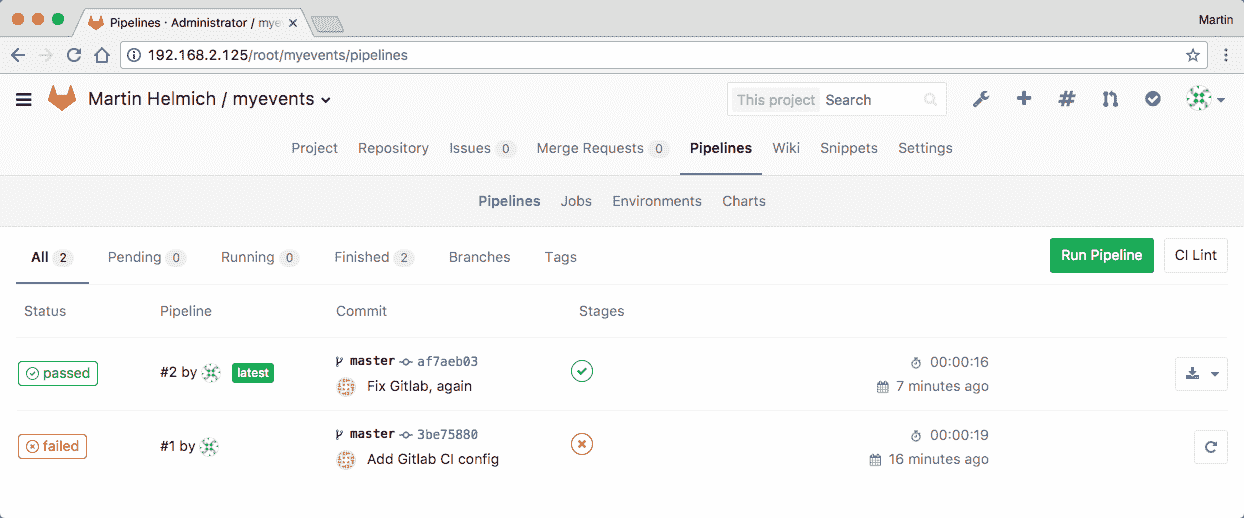 Pipelines · Administrator / mye
Martin
192.168.2.125/root/myevents/pipelines
Martin Helmich / myevents
This project Search
Project Repository Issues 0 Merge Requests 0 Pipelines Wiki Snippets Settings
Pipelines Jobs Environments Charts
All 2 Pending 0 Running 0 Finished 2 Branches Tags Run Pipeline CI Lint
Status Pipeline Commit Stages
master af7aeb03 00:00:16
passed #2 by latest
Fix Gitlab, again 7 minutes ago
master 3be75880 00:00:19
failed #1 by
Add Gitlab CI config 16 minutes ago